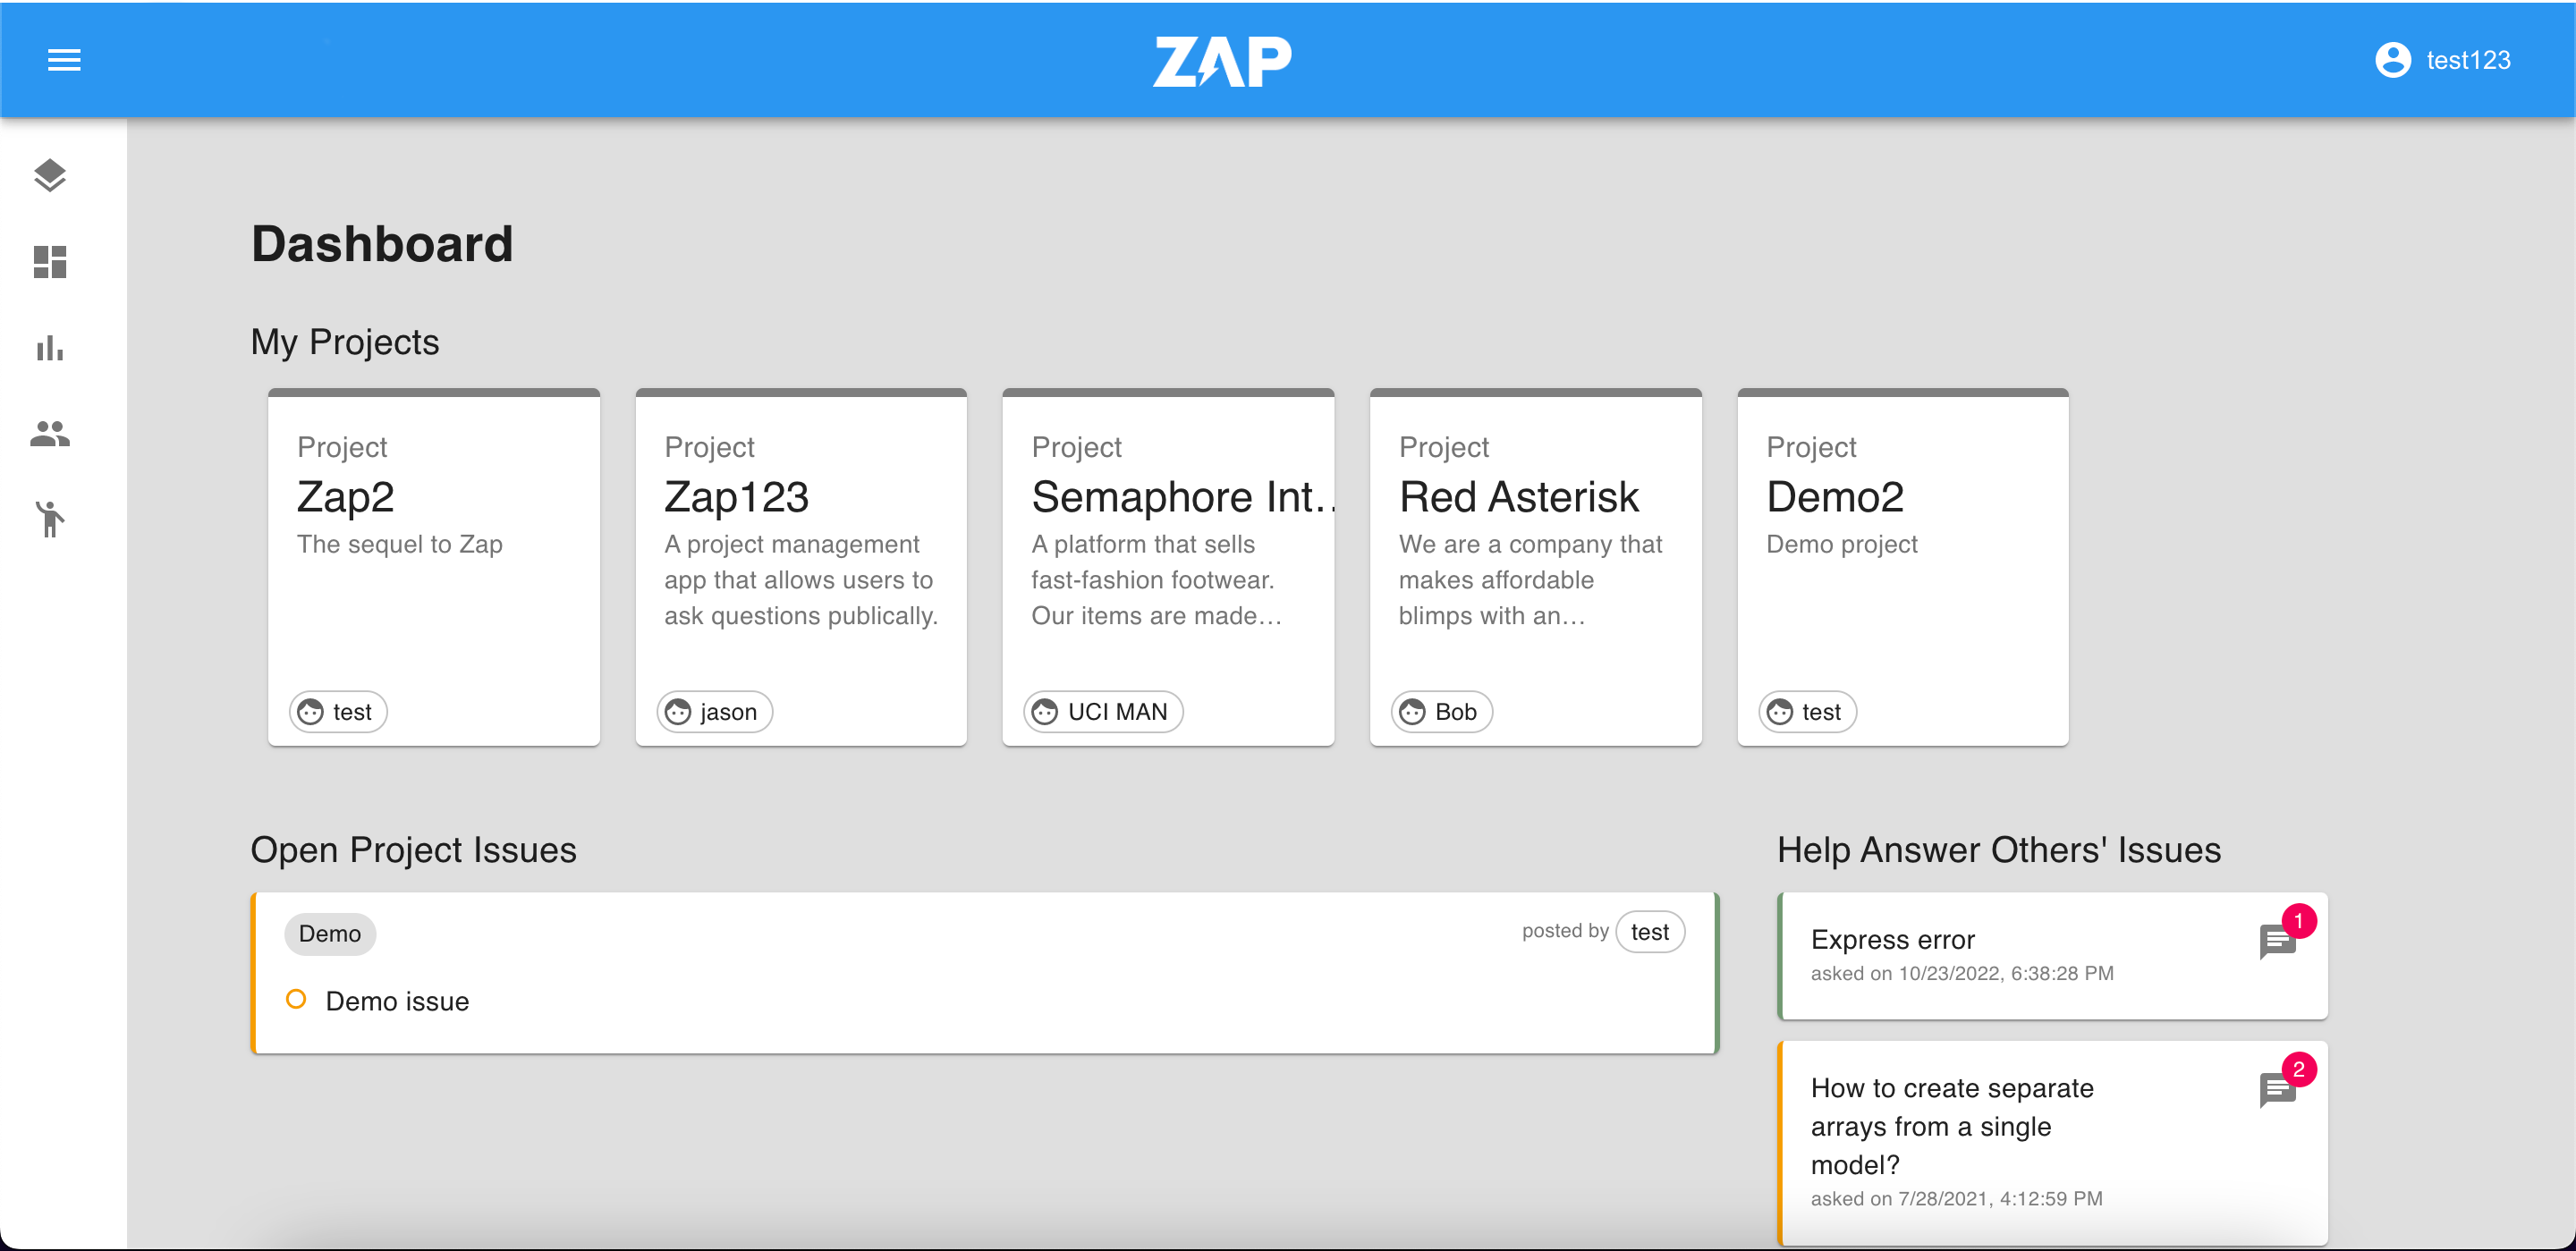 ZAP
test123
Dashboard
My Projects
Project
Zap2
The sequel to Zap
test
Project
Zap123
A project management
app that allows users to
ask questions publically.
jason
Project
Semaphore Int..
A platform that sells
fast-fashion footwear.
Our items are made...
UCI MAN
Project
Red Asterisk
We are a company that
makes affordable
blimps with an...
Bob
Project
Demo2
Demo project
test
Open Project Issues
Demo
posted by test
Demo issue
Help Answer Others' Issues
Express error
1
asked on 10/23/2022, 6:38:28 PM
How to create separate
2
arrays from a single
model?
asked on 7/28/2021, 4:12:59 PM